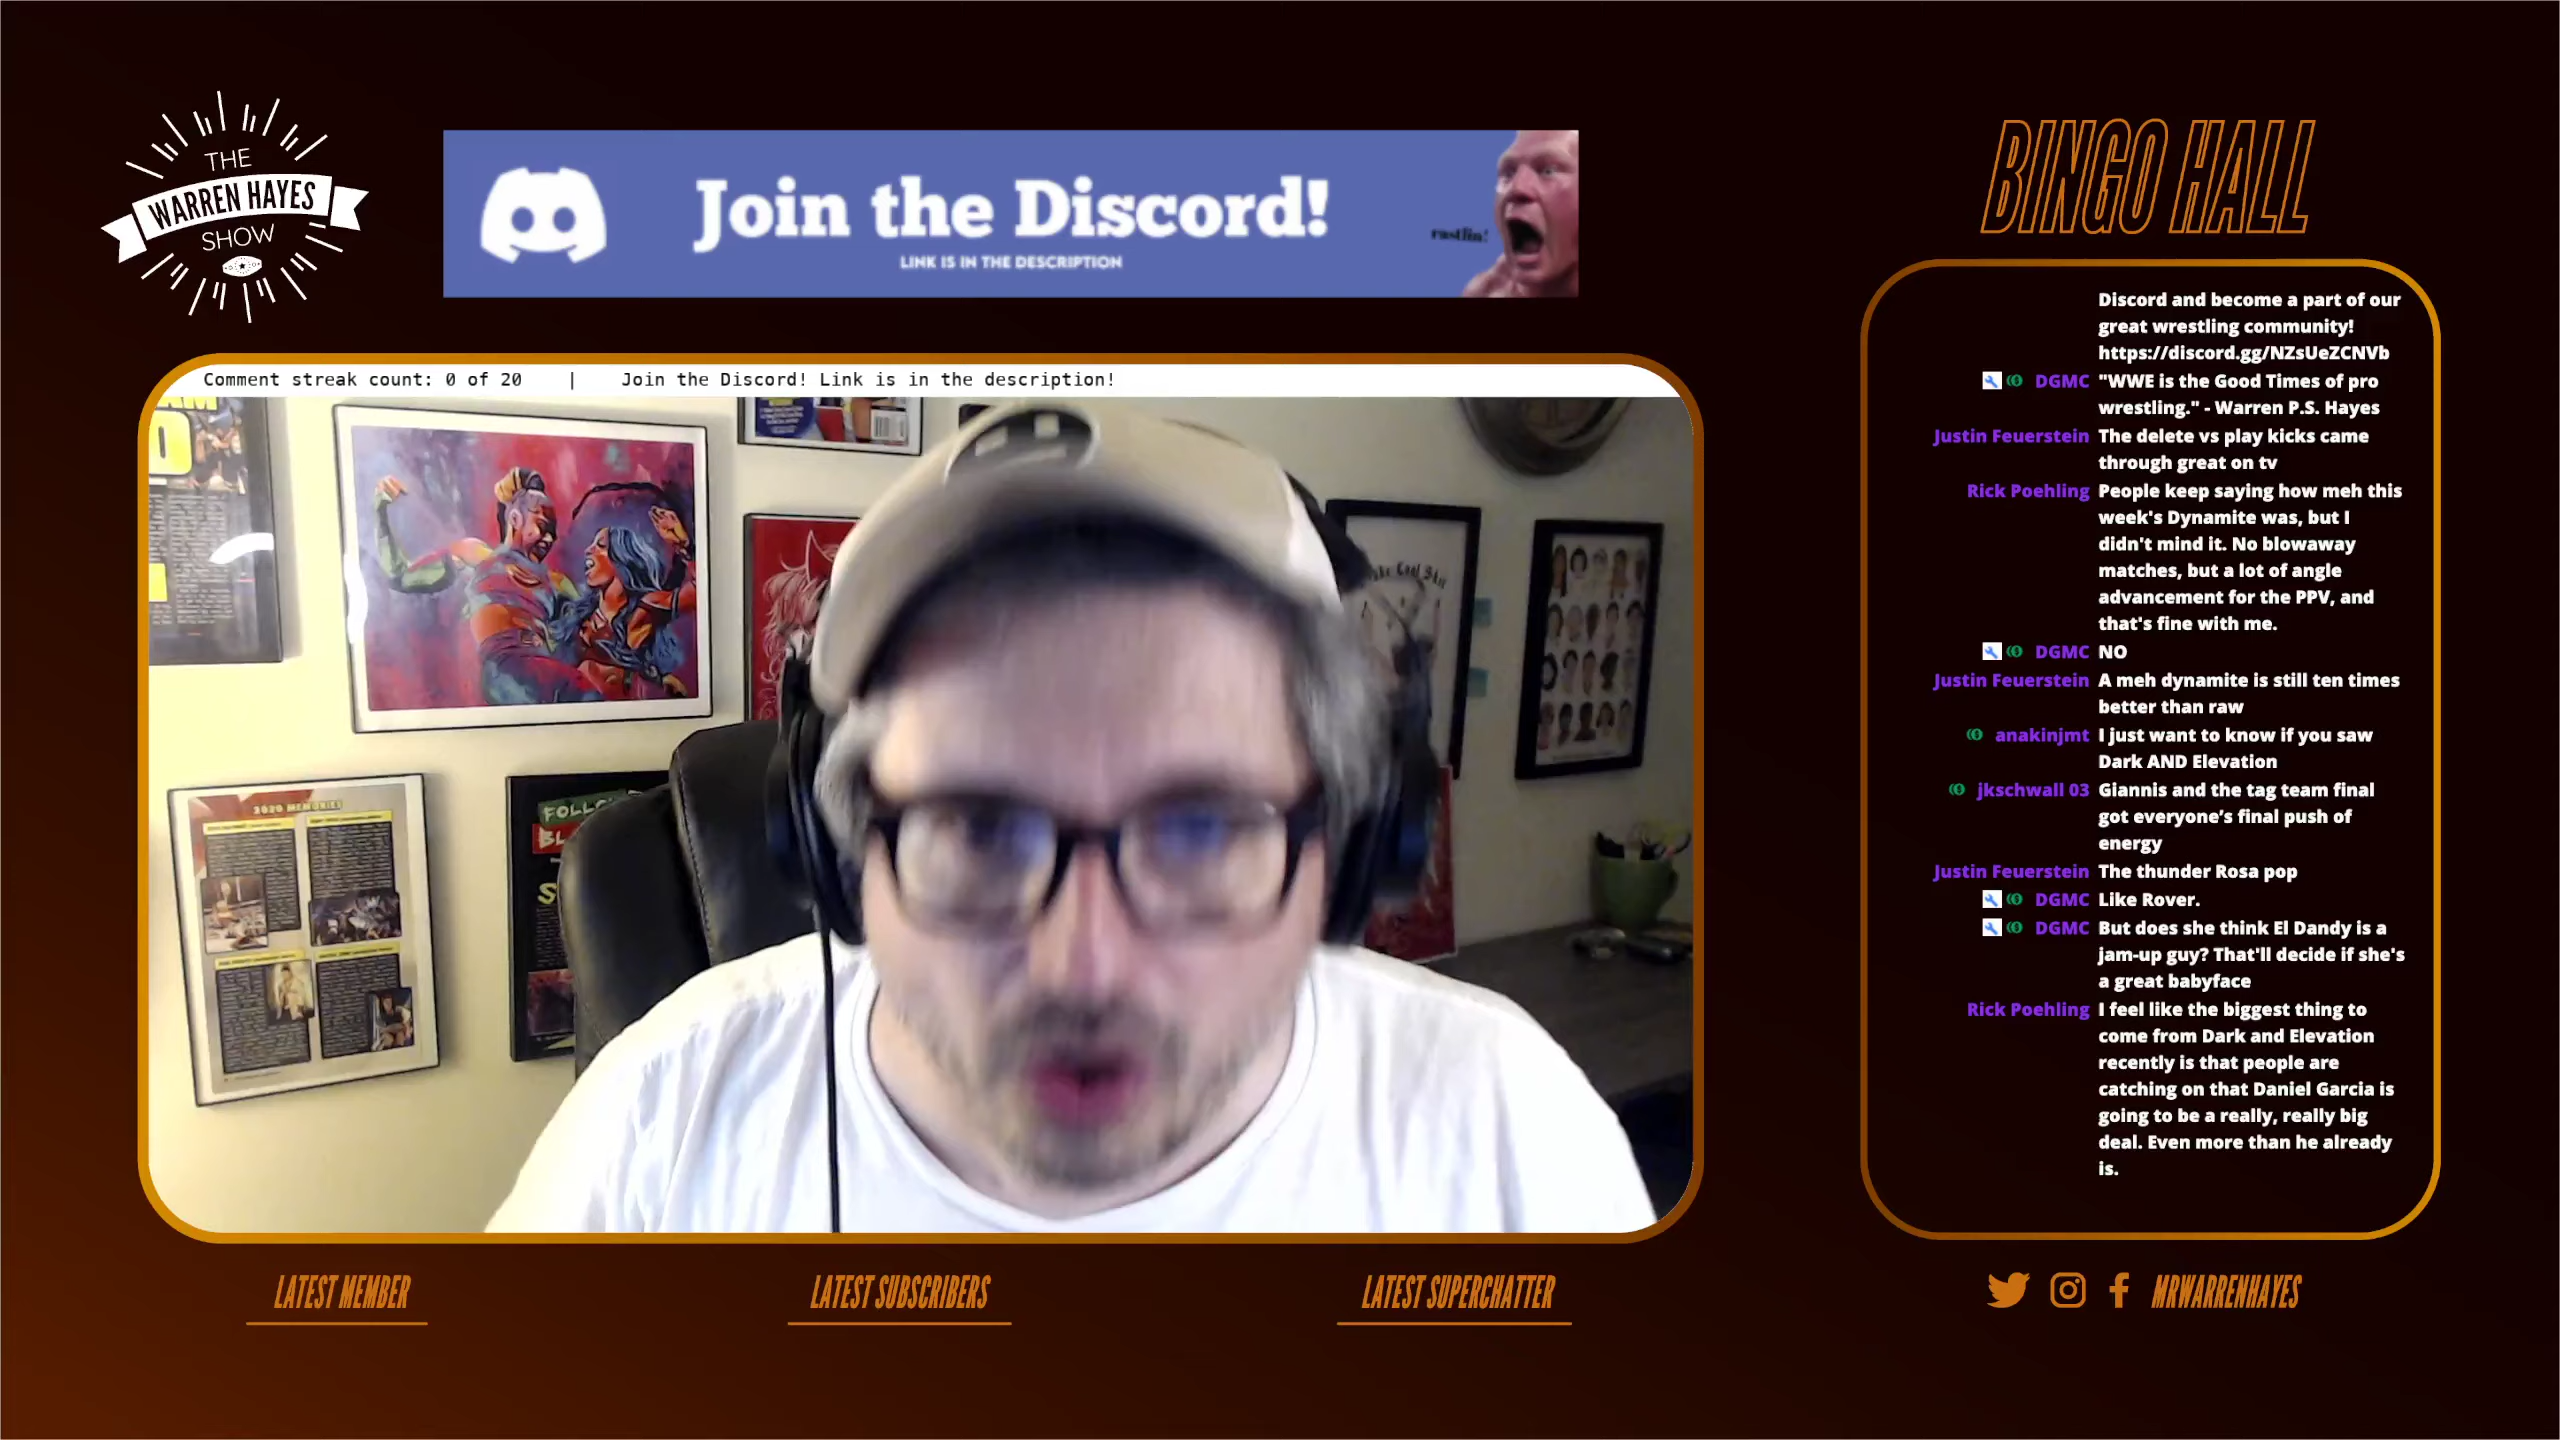 THE
WARREN HAYES
SHOW
Join the Discord!
LINK IS IN THE DESCRIPTION
rastlin!
BINGO HALL
Comment streak count: 0 of 20 | Join the Discord! Link is in the description!
2020 MEMORIES
FOLLO
BL
S
Discord and become a part of our
great wrestling community!
https://discord.gg/NZsUeZCNVb
DGMC "WWE is the Good Times of pro
wrestling." - Warren P.S. Hayes
Justin Feuerstein The delete vs play kicks came
through great on tv
Rick Poehling People keep saying how meh this
week's Dynamite was, but I
didn't mind it. No blowaway
matches, but a lot of angle
advancement for the PPV, and
that's fine with me.
DGMC NO
Justin Feuerstein A meh dynamite is still ten times
better than raw
anakinjmt I just want to know if you saw
Dark AND Elevation
jkschwall 03 Giannis and the tag team final
got everyone’s final push of
energy
Justin Feuerstein The thunder Rosa pop
DGMC Like Rover.
DGMC But does she think El Dandy is a
jam-up guy? That'll decide if she's
a great babyface
Rick Poehling I feel like the biggest thing to
come from Dark and Elevation
recently is that people are
catching on that Daniel Garcia is
going to be a really, really big
deal. Even more than he already
is.
LATEST MEMBER
LATEST SUBSCRIBERS
LATEST SUPERCHATTER
MRWARRENHAYES